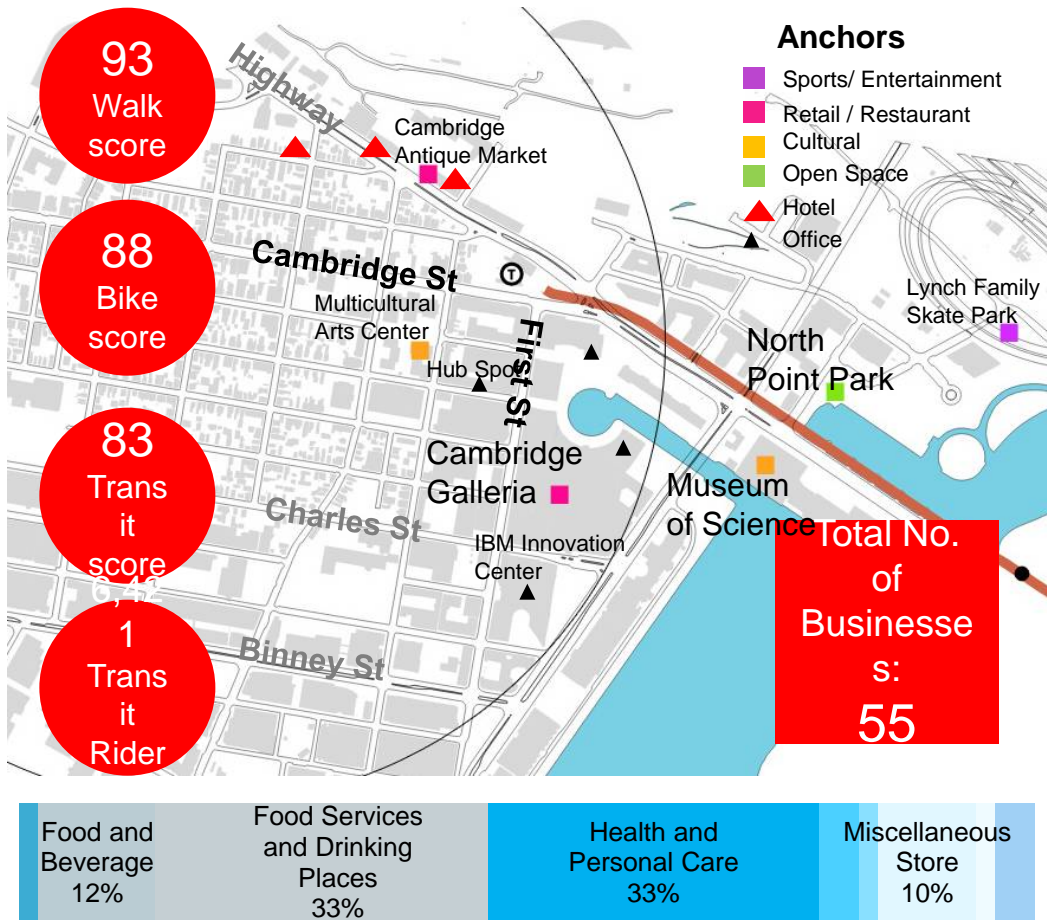 93
Walk
score
88
Bike
score
83
Trans
it
score
6,42
1
Trans
it
Rider
Anchors
Sports/ Entertainment
Retail / Restaurant
Cultural
Open Space
Hotel
Office
Highway
Cambridge
Antique Market
Cambridge St
T
Multicultural
Arts Center
First St
Hub Spot
Lynch Family
Skate Park
North
Point Park
Cambridge
Galleria
Museum
of Science
Charles St
IBM Innovation
Center
Binney St
Total No.
of
Businesse
s:
55
Food and
Beverage
12%
Food Services
and Drinking
Places
33%
Health and
Personal Care
33%
Miscellaneous
Store
10%